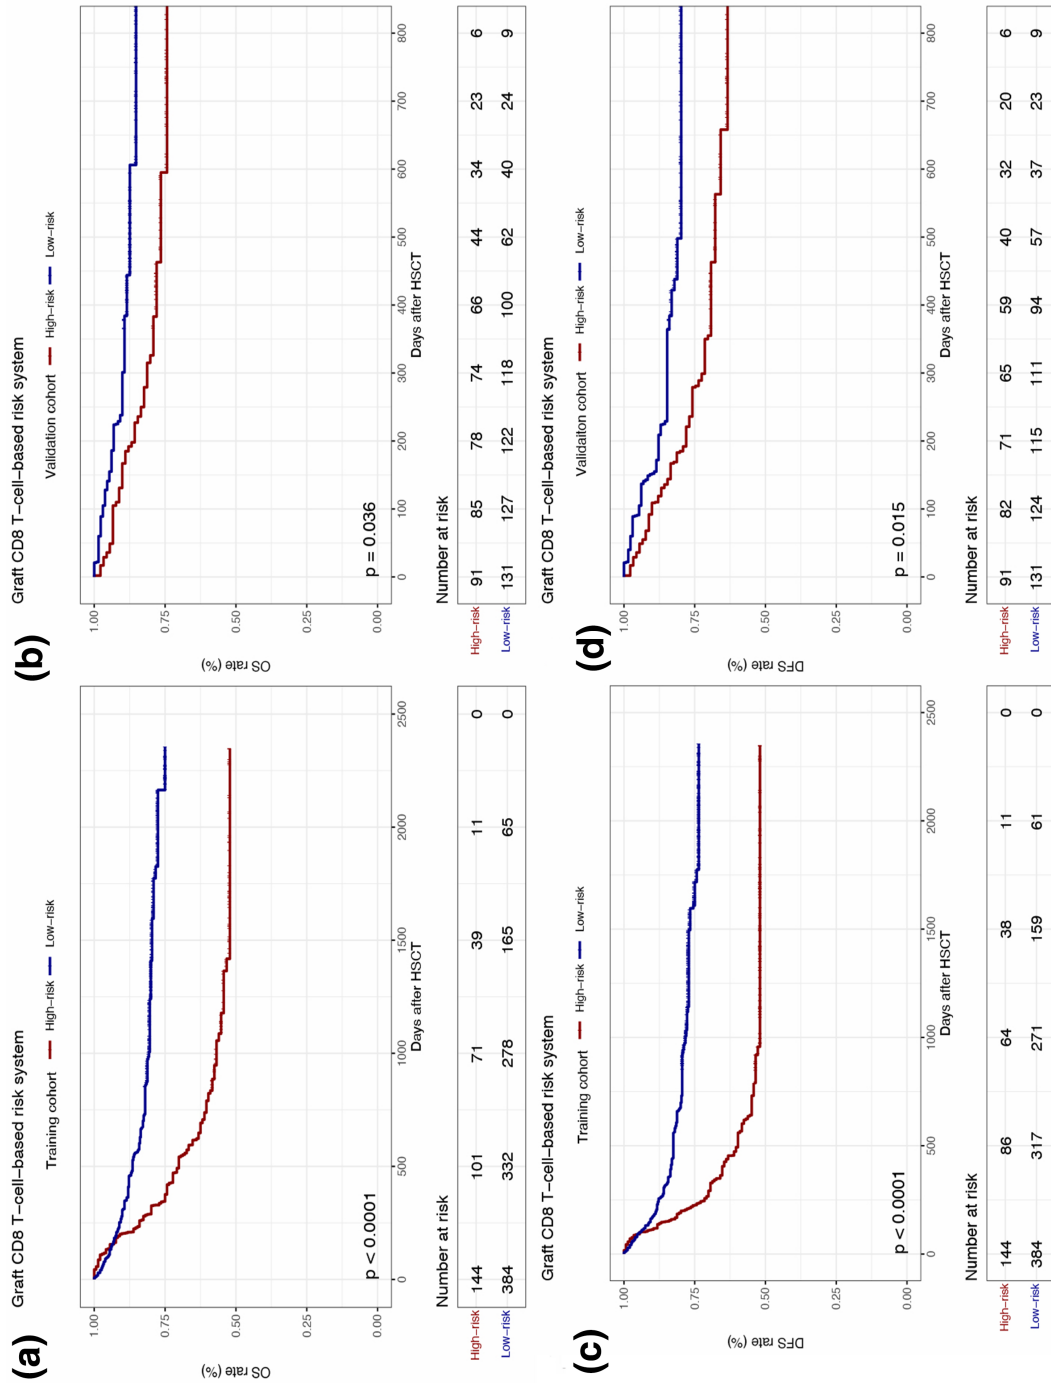 (a)
Graft CD8 T-cell-based risk system
Training cohort High-risk Low-risk
OS rate (%)
1.00
0.75
0.50
0.25
0.00
p < 0.0001
0 500 1000 1500 2000 2500
Days after HSCT
Number at risk
High-risk 144 101 71 39 11 0
Low-risk 384 332 278 165 65 0
(b)
Graft CD8 T-cell-based risk system
Validation cohort High-risk Low-risk
OS rate (%)
1.00
0.75
0.50
0.25
0.00
p = 0.036
0 100 200 300 400 500 600 700 800
Days after HSCT
Number at risk
High-risk 91 85 78 74 66 44 34 23 6
Low-risk 131 127 122 118 100 62 40 24 9
(c)
Graft CD8 T-cell-based risk system
Training cohort High-risk Low-risk
DFS rate (%)
1.00
0.75
0.50
0.25
0.00
p < 0.0001
0 500 1000 1500 2000 2500
Days after HSCT
Number at risk
High-risk 144 86 64 38 11 0
Low-risk 384 317 271 159 61 0
(d)
Graft CD8 T-cell-based risk system
Validaiton cohort High-risk Low-risk
DFS rate (%)
1.00
0.75
0.50
0.25
0.00
p = 0.015
0 100 200 300 400 500 600 700 800
Days after HSCT
Number at risk
High-risk 91 82 71 65 59 40 32 20 6
Low-risk 131 124 115 111 94 57 37 23 9